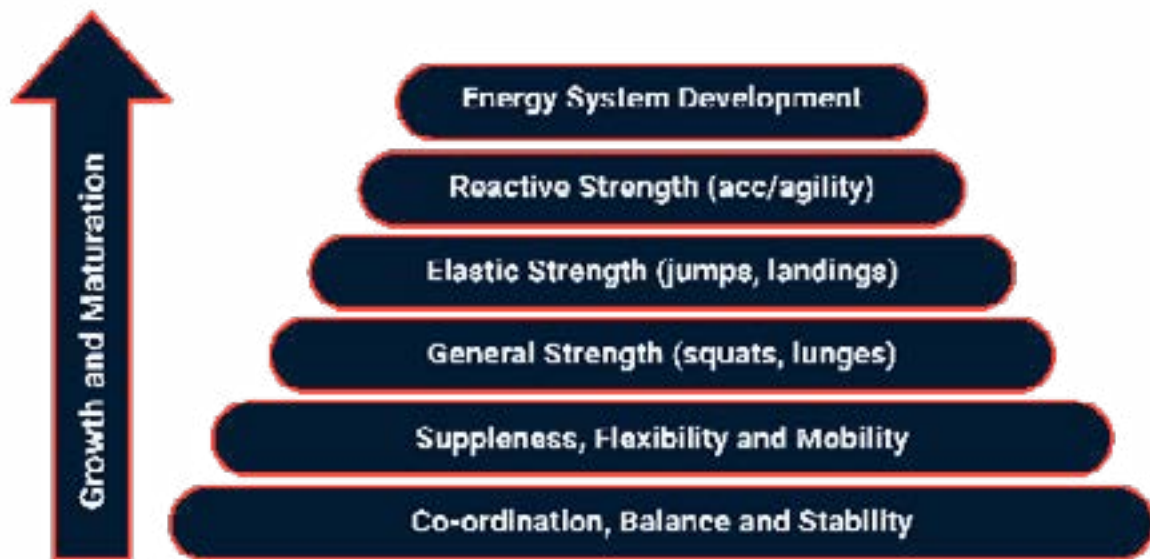 Energy System Development
Reactive Strength (acc/agility)
Elastic Strength (jumps, landings)
General Strength (squats, lunges)
Suppleness, Flexibility and Mobility
Co-ordination, Balance and Stability
Growth and Maturation